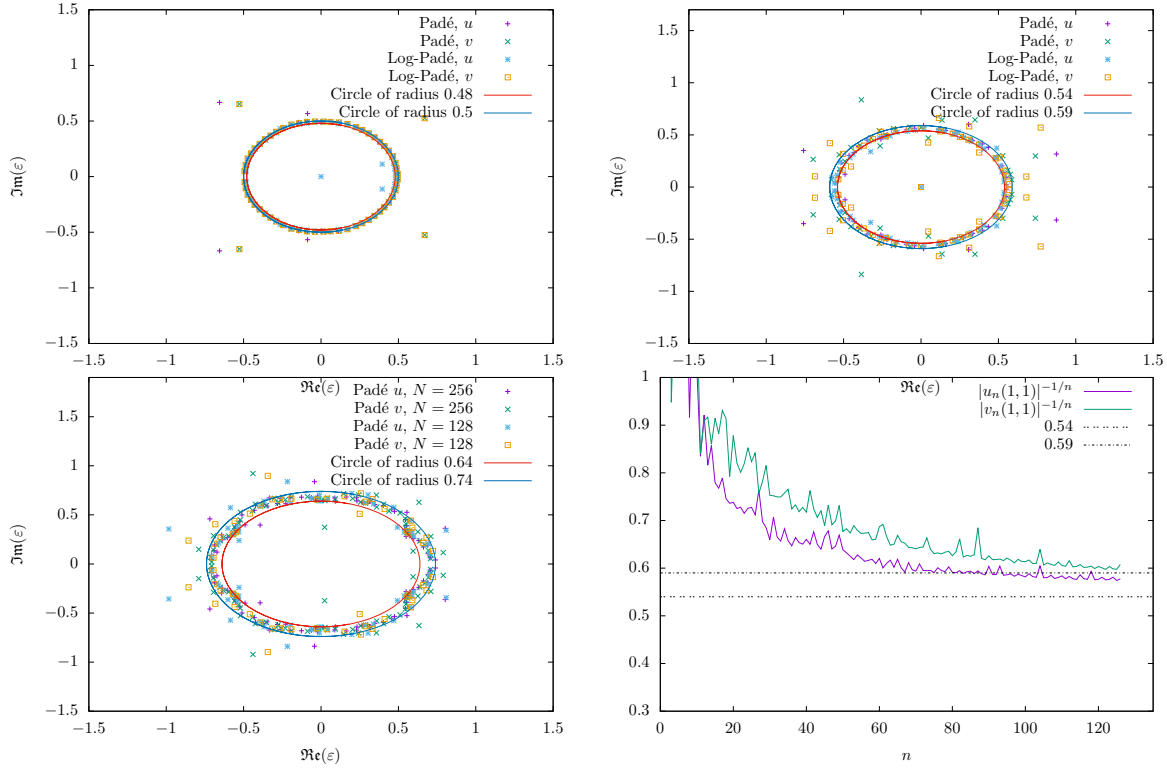 1.5
1
0.5
0
−0.5
−1
−1.5
−1.5 −1 −0.5 0 0.5 1 1.5
ℑm(ε)
ℜe(ε)
Padé, u
Padé, v
Log-Padé, u
Log-Padé, v
Circle of radius 0.48
Circle of radius 0.5
1.5
1
0.5
0
−0.5
−1
−1.5
−1.5 −1 −0.5 0 0.5 1 1.5
ℑm(ε)
ℜe(ε)
Padé, u
Padé, v
Log-Padé, u
Log-Padé, v
Circle of radius 0.54
Circle of radius 0.59
1.5
1
0.5
0
−0.5
−1
−1.5
−1.5 −1 −0.5 0 0.5 1 1.5
ℑm(ε)
ℜe(ε)
Padé u, N = 256
Padé v, N = 256
Padé u, N = 128
Padé v, N = 128
Circle of radius 0.64
Circle of radius 0.74
1
0.9
0.8
0.7
0.6
0.5
0.4
0.3
0 20 40 60 80 100 120
n
|uₙ(1,1)|⁻¹/ⁿ
|vₙ(1,1)|⁻¹/ⁿ
0.54
0.59